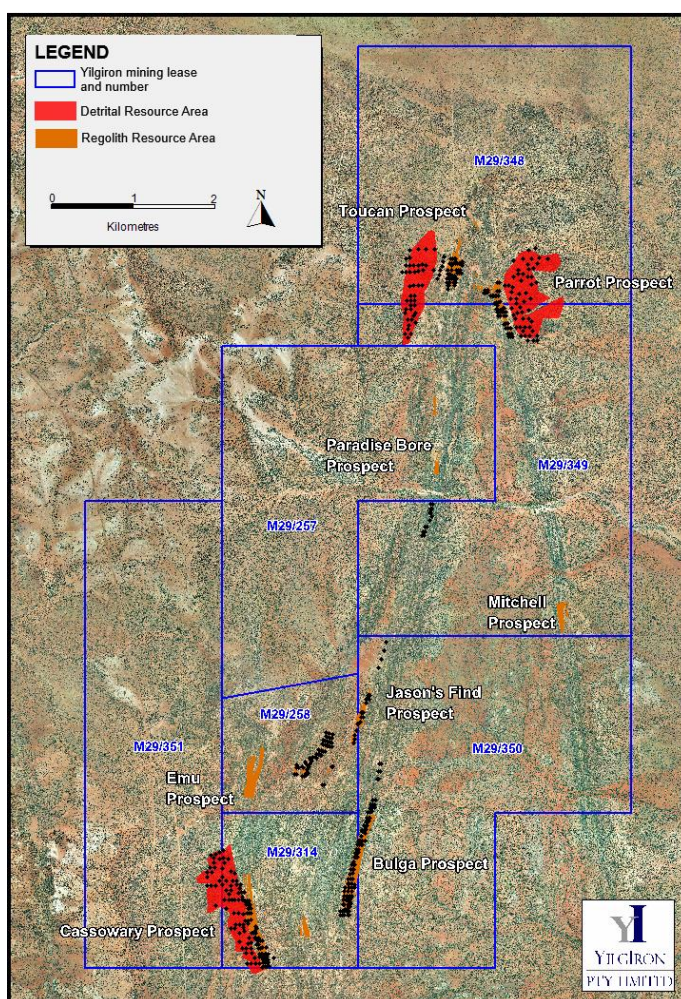 LEGEND
Yilgiron mining lease
and number
Detrital Resource Area
Regolith Resource Area
0 1 2
Kilometres
N
M29/348
Toucan Prospect
Parrot Prospect
Paradise Bore
Prospect
M29/349
M29/257
Mitchell
Prospect
Jason's Find
Prospect
M29/258
M29/351
M29/350
Emu
Prospect
M29/314
Bulga Prospect
Cassowary Prospect
YI
YILGIRON
PTY LIMITED